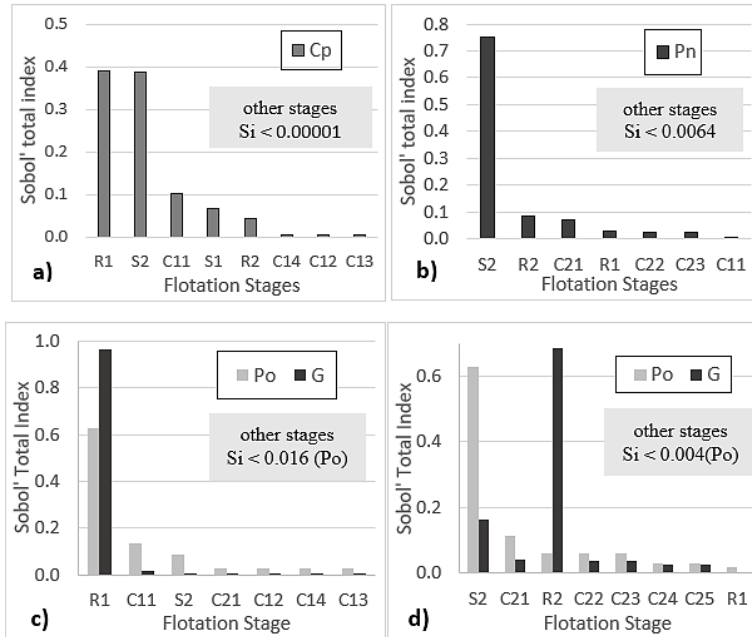 0.5
0.4
0.3
0.2
0.1
0.0
Sobol' total index
Cp
other stages
Si < 0.00001
R1 S2 C11 S1 R2 C14 C12 C13
a)
Flotation Stages
0.8
0.7
0.6
0.5
0.4
0.3
0.2
0.1
0.0
Sobol' total index
Pn
other stages
Si < 0.0064
S2 R2 C21 R1 C22 C23 C11
b)
Flotation Stages
1.0
0.8
0.6
0.4
0.2
0.0
Sobol' Total Index
Po G
other stages
Si < 0.016 (Po)
R1 C11 S2 C21 C12 C14 C13
c)
Flotation Stage
0.6
0.4
0.2
0.0
Sobol' Total Index
Po G
other stages
Si < 0.004(Po)
S2 C21 R2 C22 C23 C24 C25 R1
d)
Flotation Stage